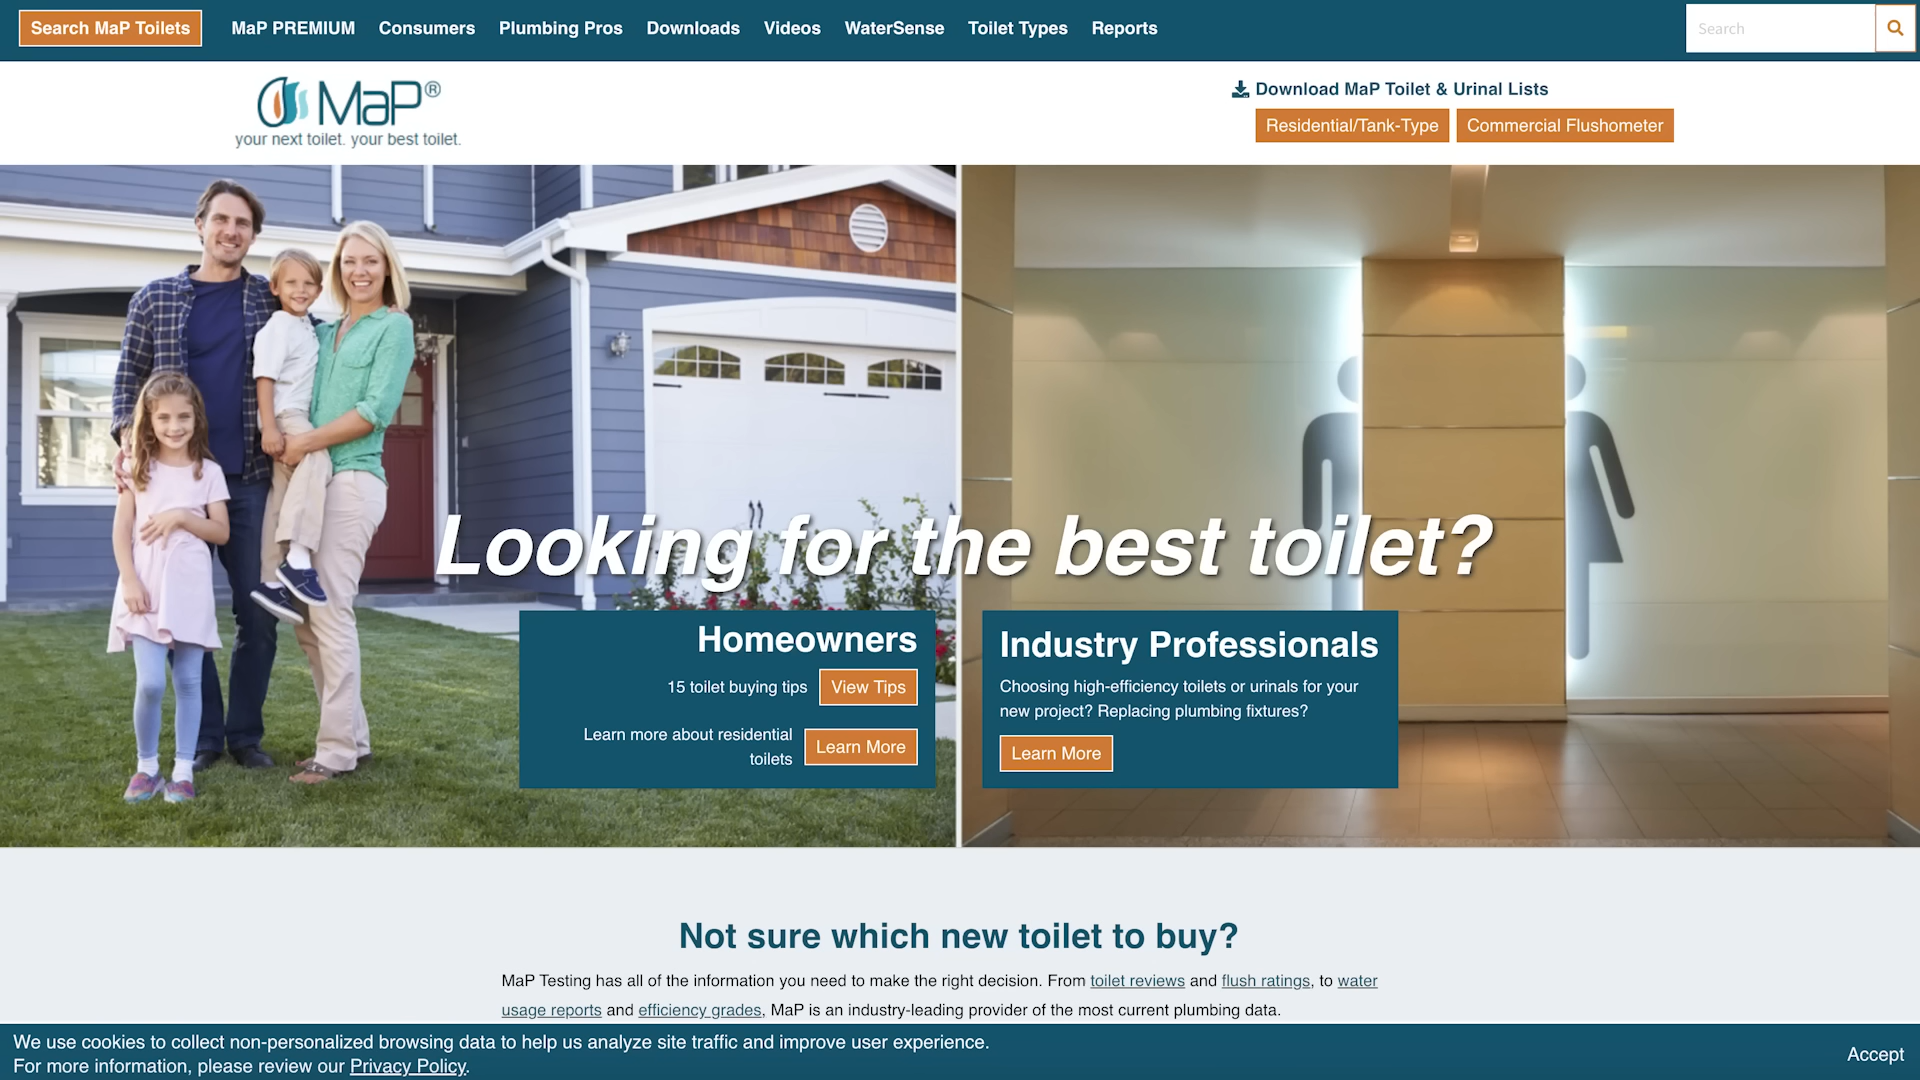 Search MaP Toilets
MaP PREMIUM
Consumers
Plumbing Pros
Downloads
Videos
WaterSense
Toilet Types
Reports
Search
MaP®
your next toilet. your best toilet.
Download MaP Toilet & Urinal Lists
Residential/Tank-Type
Commercial Flushometer
Looking for the best toilet?
Homeowners
15 toilet buying tips
View Tips
Learn more about residential
toilets
Learn More
Industry Professionals
Choosing high-efficiency toilets or urinals for your
new project? Replacing plumbing fixtures?
Learn More
Not sure which new toilet to buy?
MaP Testing has all of the information you need to make the right decision. From toilet reviews and flush ratings, to water
usage reports and efficiency grades, MaP is an industry-leading provider of the most current plumbing data.
We use cookies to collect non-personalized browsing data to help us analyze site traffic and improve user experience.
For more information, please review our Privacy Policy.
Accept